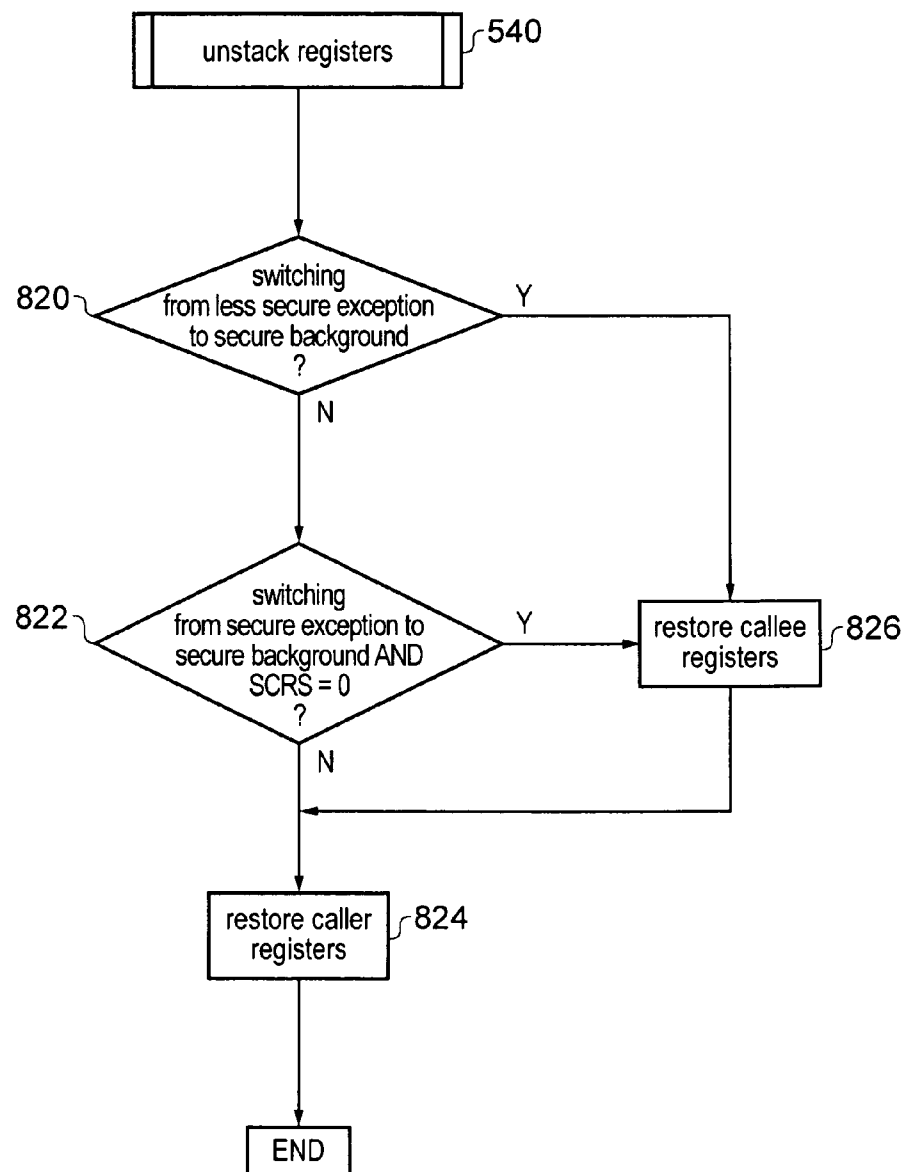 unstack registers
540
switching
from less secure exception
to secure background
?
820
Y
N
switching
from secure exception to
secure background AND
SCRS = 0
?
822
Y
N
restore callee
registers
826
restore caller
registers
824
END